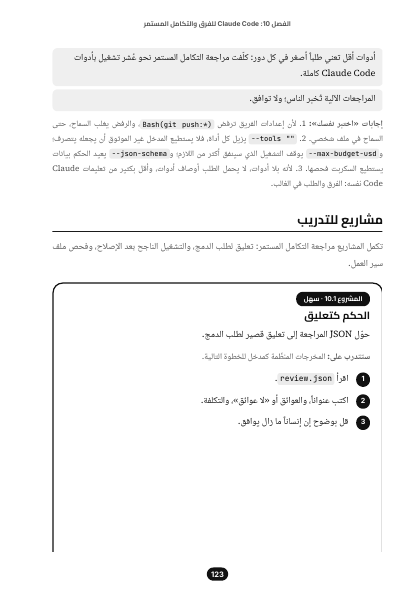 الفصل 10: Claude Code للفرق والتكامل المستمر
أدوات أقل تعني طلباً أصغر في كل دور: كلّفت مراجعة التكامل المستمر نحو عُشر تشغيل بأدوات
Claude Code كاملة.
المراجعات الآلية تُخبر الناس؛ ولا توافق.
إجابات «اختبر نفسك»: 1. لأن إعدادات الفريق ترفض Bash(git push:*)، والرفض يغلب السماح، حتى
السماح في ملف شخصي. 2. --tools "" يزيل كل أداة، فلا يستطيع المدخل غير الموثوق أن يجعله يتصرف؛
و--max-budget-usd يوقف التشغيل الذي سينفق أكثر من اللازم؛ و--json-schema يعيد الحكم بيانات
يستطيع السكربت فحصها. 3. لأنه بلا أدوات، لا يحمل الطلب أوصاف أدوات، وأقل بكثير من تعليمات Claude
Code نفسه؛ الفرق والطلب في الغالب.
مشاريع للتدريب
تكمل المشاريع مراجعة التكامل المستمر: تعليق لطلب الدمج، والتشغيل الناجح بعد الإصلاح، وفحص ملف
سير العمل.
المشروع 10.1 · سهل
الحكم كتعليق
حوّل JSON المراجعة إلى تعليق قصير لطلب الدمج.
ستتدرب على: المخرجات المنظّمة كمدخل للخطوة التالية.
1 اقرأ review.json.
2 اكتب عنواناً، والعوائق أو «لا عوائق»، والتكلفة.
3 قل بوضوح إن إنساناً ما زال يوافق.
123